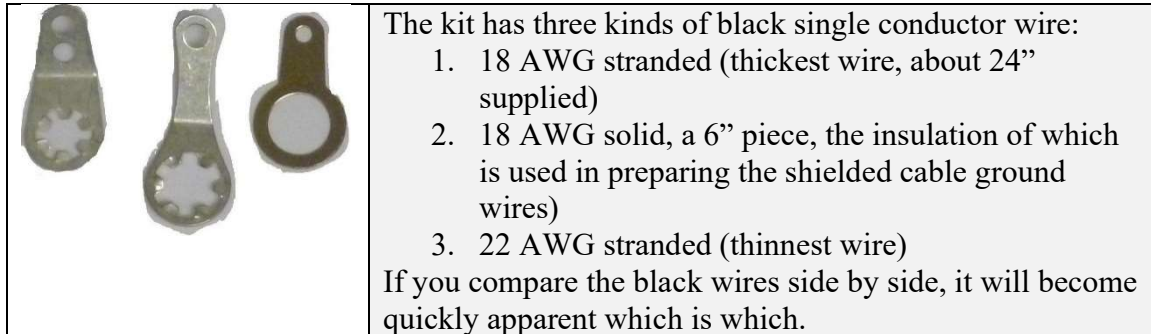 The kit has three kinds of black single conductor wire:
1. 18 AWG stranded (thickest wire, about 24”
supplied)
2. 18 AWG solid, a 6” piece, the insulation of which
is used in preparing the shielded cable ground
wires)
3. 22 AWG stranded (thinnest wire)
If you compare the black wires side by side, it will become
quickly apparent which is which.